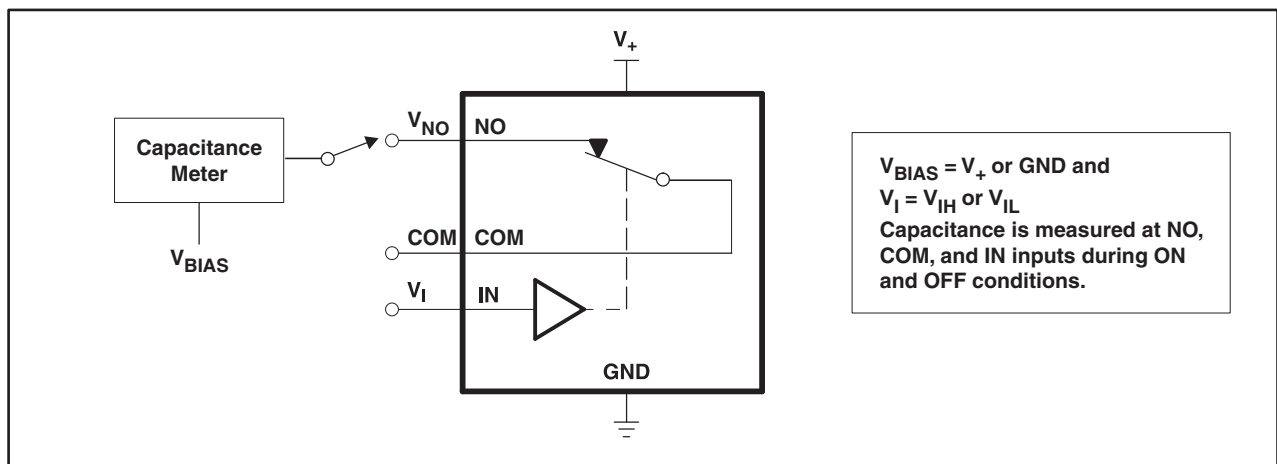 V+
VNO NO
Capacitance
Meter
VBIAS
COM COM
VI IN
GND
VBIAS = V+ or GND and
VI = VIH or VIL
Capacitance is measured at NO,
COM, and IN inputs during ON
and OFF conditions.